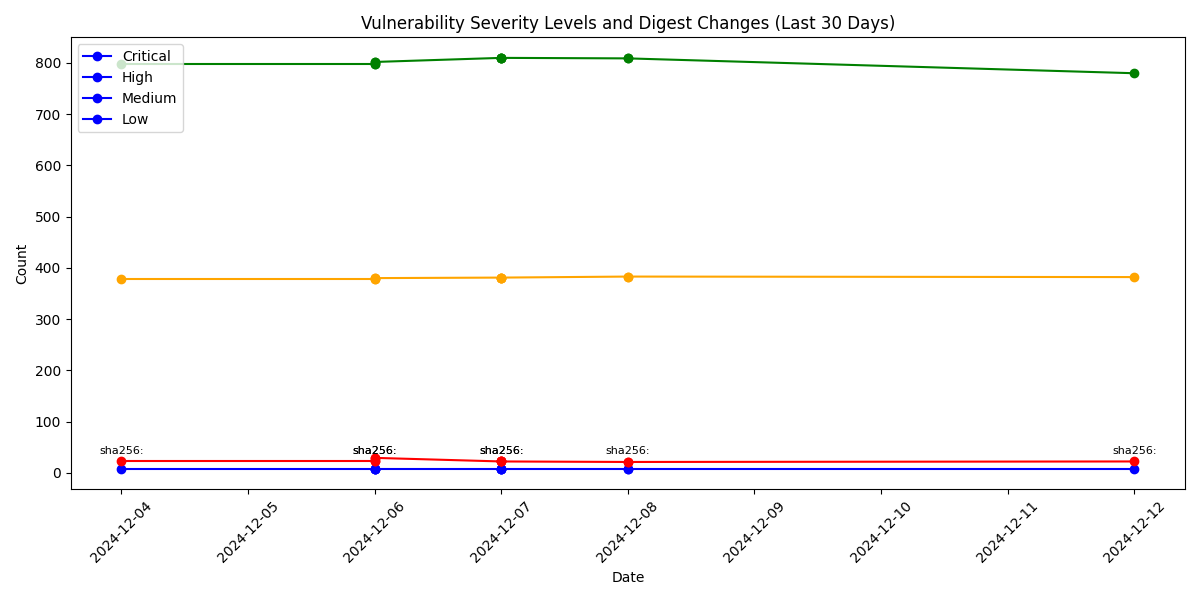 Vulnerability Severity Levels and Digest Changes (Last 30 Days)
Critical
High
Medium
Low
800
700
600
500
400
300
200
100
0
Count
sha256:
sha256:
sha256:
sha256:
sha256:
2024-12-04
2024-12-05
2024-12-06
2024-12-07
2024-12-08
2024-12-09
2024-12-10
2024-12-11
2024-12-12
Date